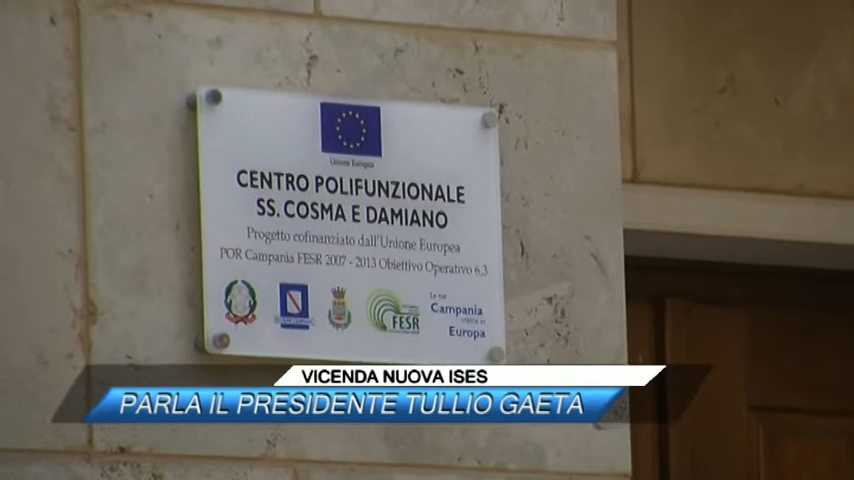 Unione Europea
CENTRO POLIFUNZIONALE
SS. COSMA E DAMIANO
Progetto cofinanziato dall'Unione Europea
POR Campania FESR 2007 - 2013 Obiettivo Operativo 6.3
La tua
Campania
cresce in
Europa
FESR
VICENDA NUOVA ISES
PARLA IL PRESIDENTE TULLIO GAETA